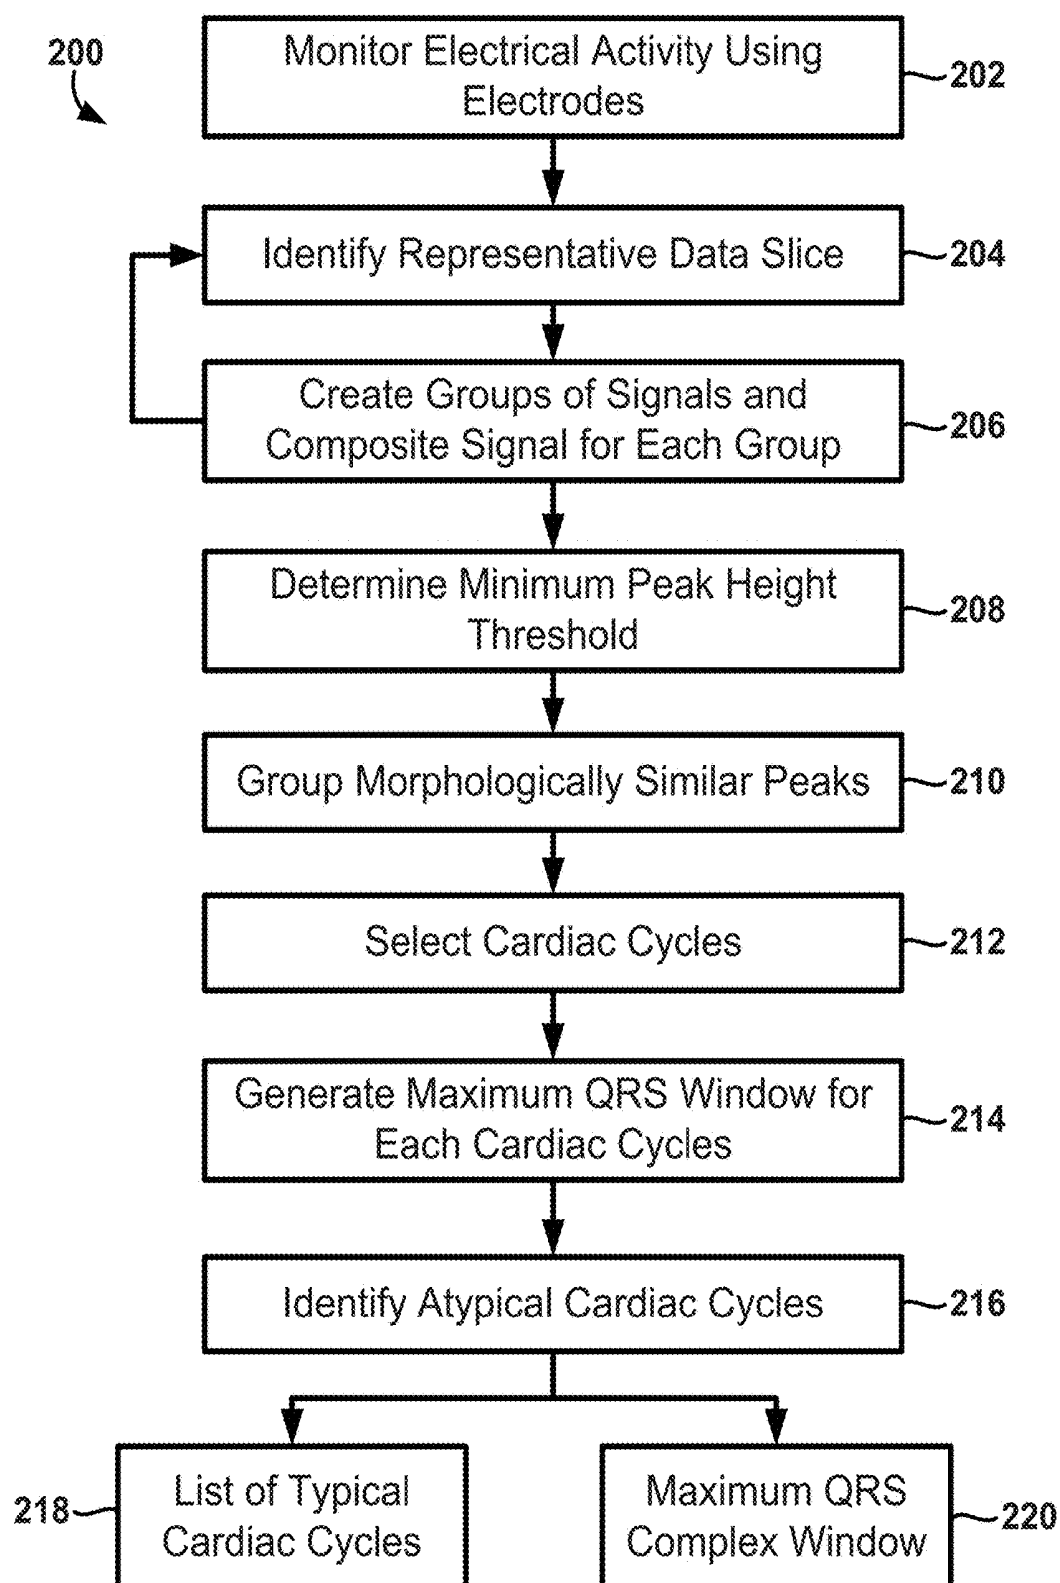 200
Monitor Electrical Activity Using
Electrodes
202
Identify Representative Data Slice
204
Create Groups of Signals and
Composite Signal for Each Group
206
Determine Minimum Peak Height
Threshold
208
Group Morphologically Similar Peaks
210
Select Cardiac Cycles
212
Generate Maximum QRS Window for
Each Cardiac Cycles
214
Identify Atypical Cardiac Cycles
216
List of Typical
Cardiac Cycles
218
Maximum QRS
Complex Window
220